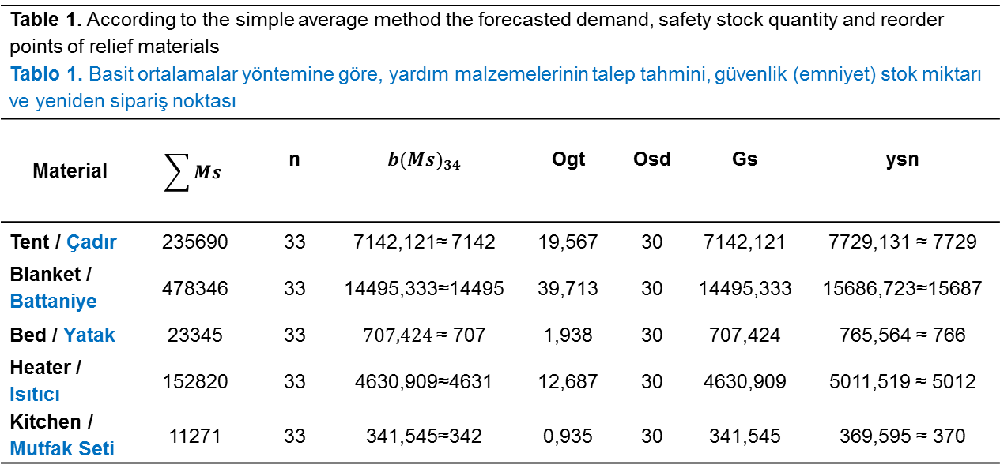 Table 1. According to the simple average method the forecasted demand, safety stock quantity and reorder
points of relief materials
Tablo 1. Basit ortalamalar yöntemine göre, yardım malzemelerinin talep tahmini, güvenlik (emniyet) stok miktarı
ve yeniden sipariş noktası
Material ∑ Ms n b(Ms)₃₄ Ogt Osd Gs ysn
Tent / Çadır 235690 33 7142,121≈ 7142 19,567 30 7142,121 7729,131 ≈ 7729
Blanket /
Battaniye 478346 33 14495,333≈14495 39,713 30 14495,333 15686,723≈15687
Bed / Yatak 23345 33 707,424 ≈ 707 1,938 30 707,424 765,564 ≈ 766
Heater /
Isıtıcı 152820 33 4630,909≈4631 12,687 30 4630,909 5011,519 ≈ 5012
Kitchen /
Mutfak Seti 11271 33 341,545≈342 0,935 30 341,545 369,595 ≈ 370